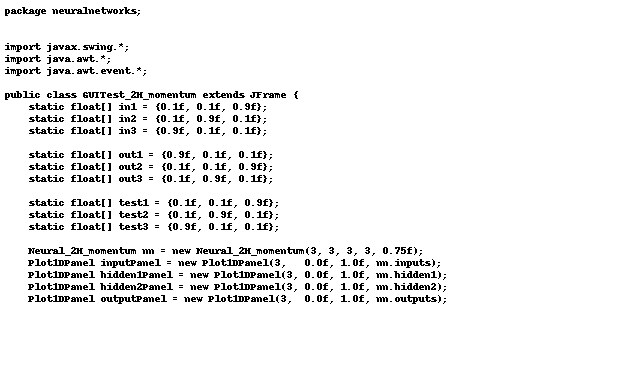 package neuralnetworks;
import javax.swing.*;
import java.awt.*;
import java.awt.event.*;
public class GUITest_2H_momentum extends JFrame {
static float[] in1 = {0.1f, 0.1f, 0.9f};
static float[] in2 = {0.1f, 0.9f, 0.1f};
static float[] in3 = {0.9f, 0.1f, 0.1f};
static float[] out1 = {0.9f, 0.1f, 0.1f};
static float[] out2 = {0.1f, 0.1f, 0.9f};
static float[] out3 = {0.1f, 0.9f, 0.1f};
static float[] test1 = {0.1f, 0.1f, 0.9f};
static float[] test2 = {0.1f, 0.9f, 0.1f};
static float[] test3 = {0.9f, 0.1f, 0.1f};
Neural_2H_momentum nn = new Neural_2H_momentum(3, 3, 3, 3, 0.75f);
Plot1DPanel inputPanel = new Plot1DPanel(3,   0.0f, 1.0f, nn.inputs);
Plot1DPanel hidden1Panel = new Plot1DPanel(3, 0.0f, 1.0f, nn.hidden1);
Plot1DPanel hidden2Panel = new Plot1DPanel(3, 0.0f, 1.0f, nn.hidden2);
Plot1DPanel outputPanel = new Plot1DPanel(3,  0.0f, 1.0f, nn.outputs);